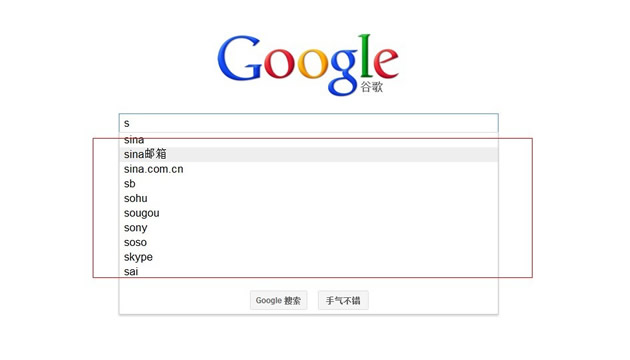 Google
谷歌
s
sina
sina邮箱
sina.com.cn
sb
sohu
sougou
sony
soso
skype
sai
Google 搜索 手气不错